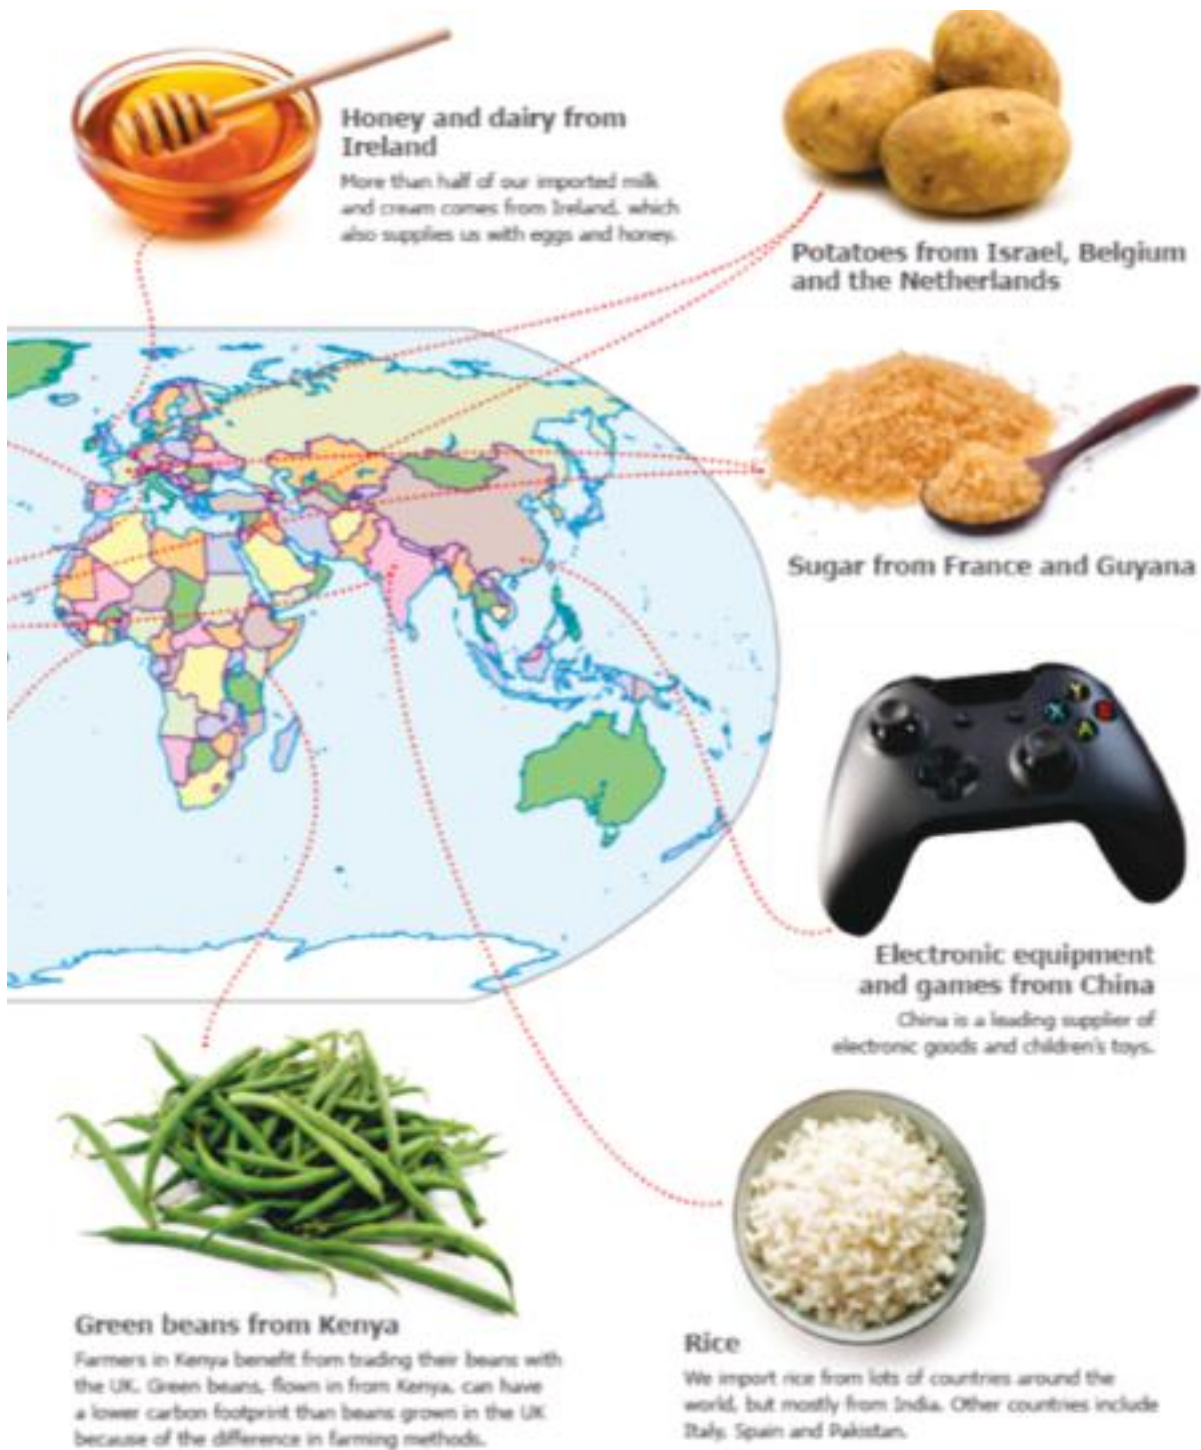 Honey and dairy from
Ireland
More than half of our imported milk
and cream comes from Ireland, which
also supplies us with eggs and honey.
Potatoes from Israel, Belgium
and the Netherlands
Sugar from France and Guyana
Y
X
A
Electronic equipment
and games from China
China is a leading supplier of
electronic goods and children's toys.
Green beans from Kenya
Farmers in Kenya benefit from trading their beans with
the UK. Green beans, flown in from Kenya, can have
a lower carbon footprint than beans grown in the UK
because of the difference in farming methods.
Rice
We import rice from lots of countries around the
world, but mostly from India. Other countries include
Italy, Spain and Pakistan.